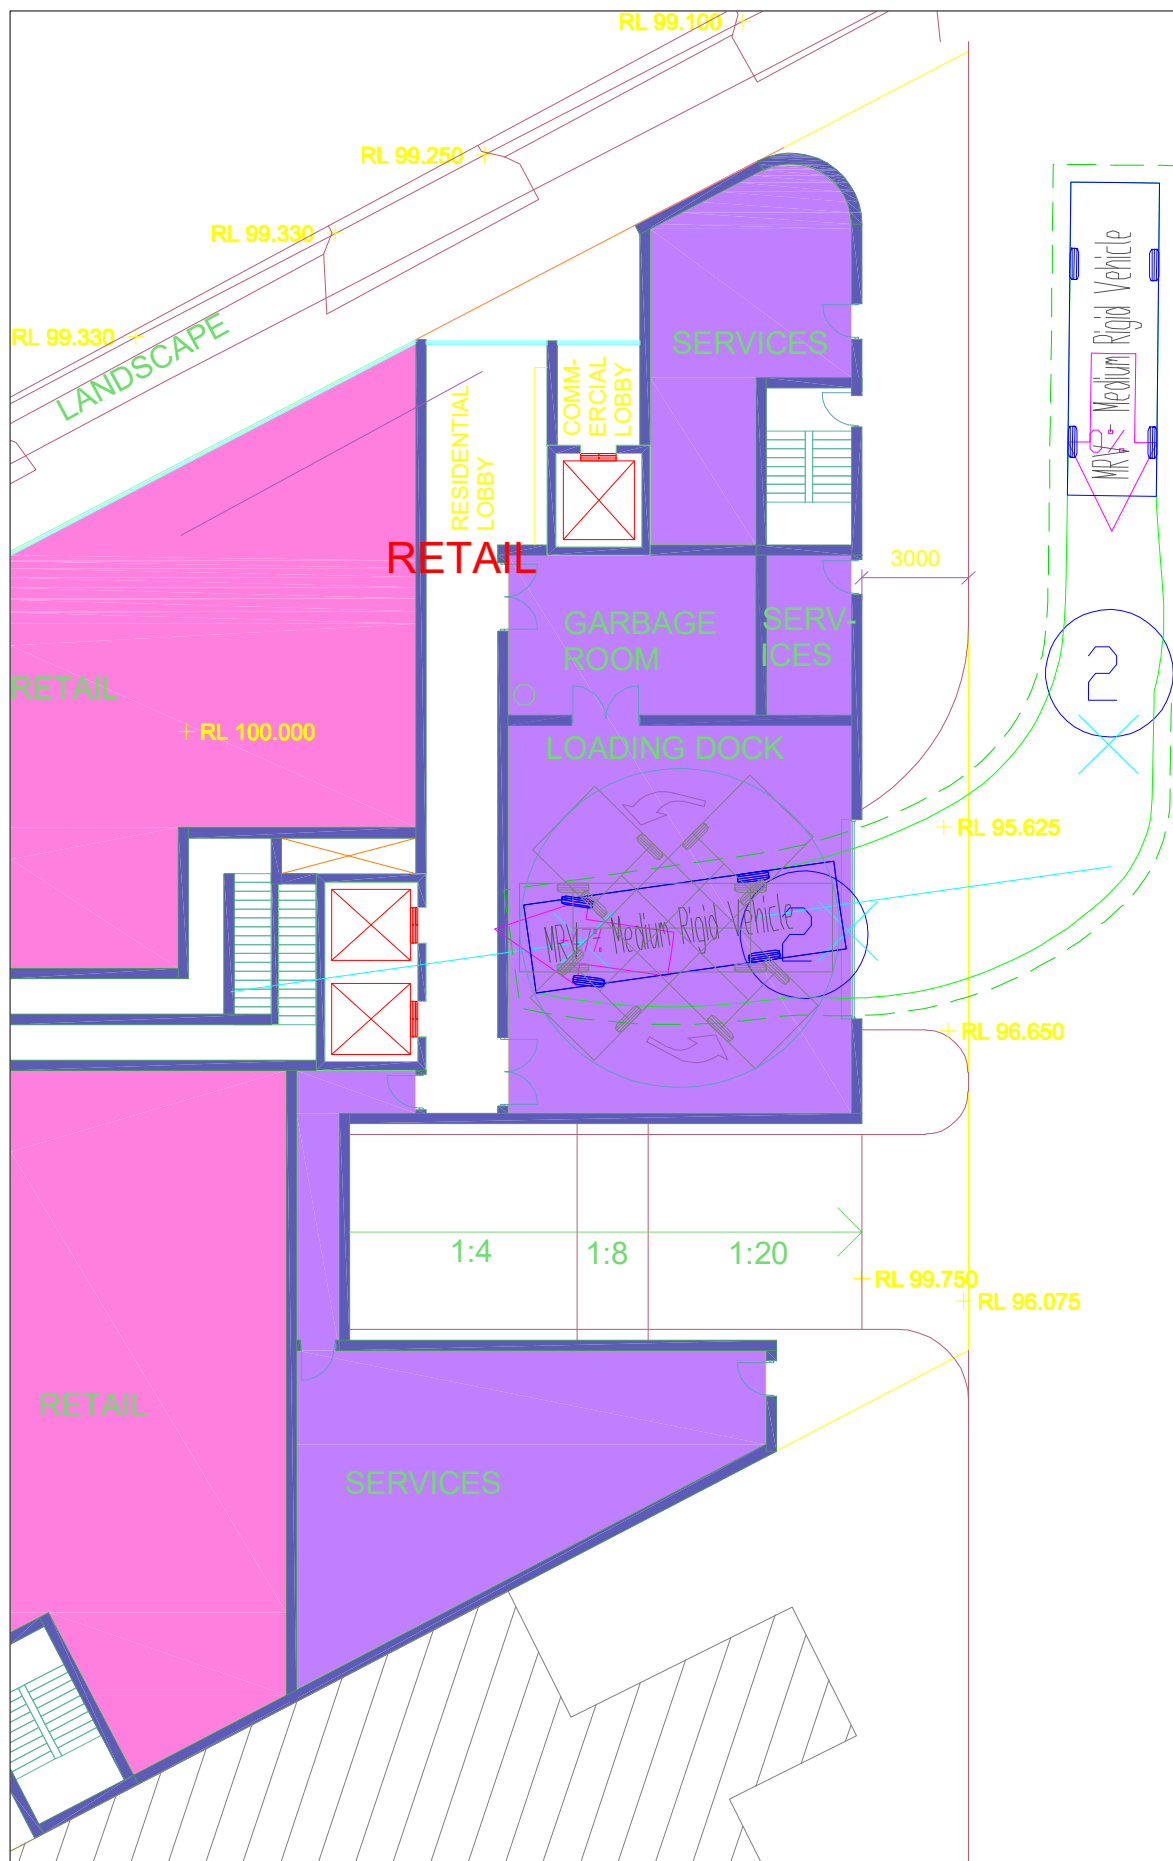 RL 99.100
RL 99.250
RL 99.330
RL 99.330
LANDSCAPE
MRV - Medium Rigid Vehicle
SERVICES
RESIDENTIAL
LOBBY
COMM-
ERCIAL
LOBBY
RETAIL
3000
GARBAGE
ROOM
SERV-
ICES
2
RETAIL
RL 100.000
LOADING DOCK
RL 95.625
MRV - Medium Rigid Vehicle
2
RL 96.650
1:4
1:8
1:20
RL 99.750
RL 96.075
RETAIL
SERVICES